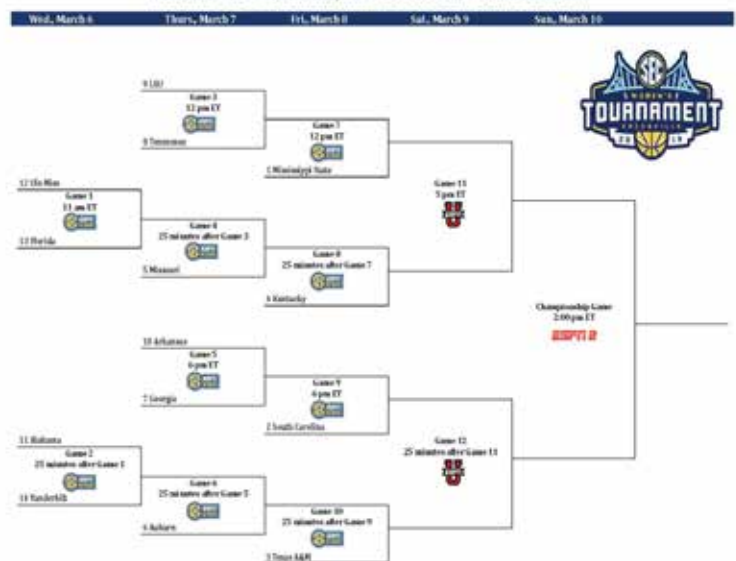 Wed., March 6
Thurs., March 7
Fri., March 8
Sat., March 9
Sun., March 10
SEC
WOMEN'S
TOURNAMENT
2019
9 LSU
Game 3
12 pm ET
Tennessee
Game 7
12 pm ET
1 Mississippi State
12 Ole Miss
Game 1
11 am ET
13 Florida
Game 4
25 minutes after Game 3
5 Missouri
Game 8
25 minutes after Game 7
4 Kentucky
Game 11
5 pm ET
U
Championship Game
2:00 pm ET
ESPN 2
10 Arkansas
Game 5
6 pm ET
7 Georgia
Game 9
6 pm ET
2 South Carolina
11 Alabama
Game 2
25 minutes after Game 1
14 Vanderbilt
Game 6
25 minutes after Game 5
6 Auburn
Game 10
25 minutes after Game 9
3 Texas A&M
Game 12
25 minutes after Game 11
U